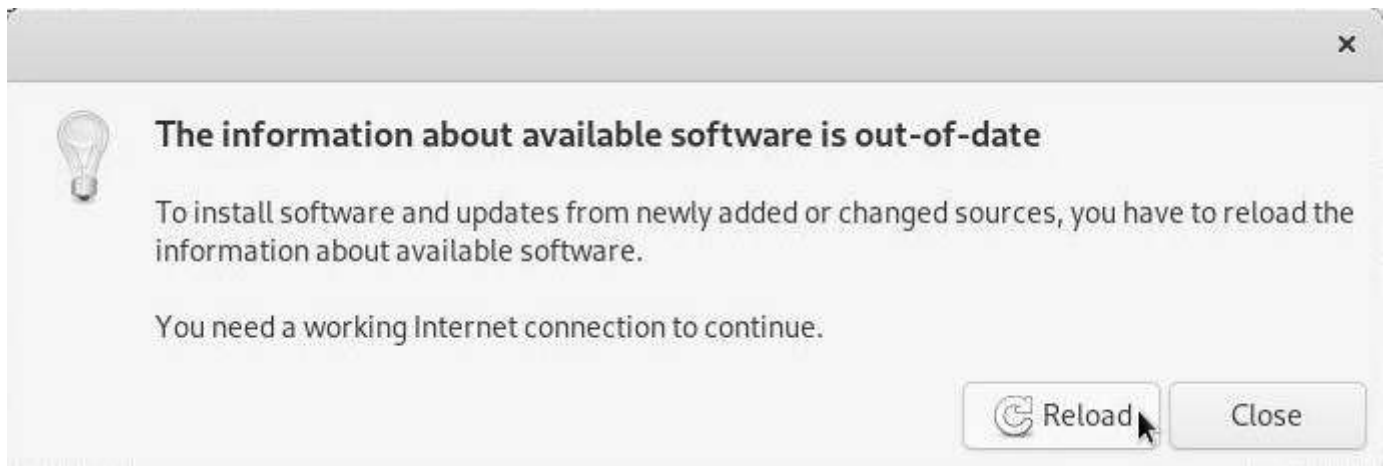 The information about available software is out-of-date
To install software and updates from newly added or changed sources, you have to reload the
information about available software.
You need a working Internet connection to continue.
Reload Close